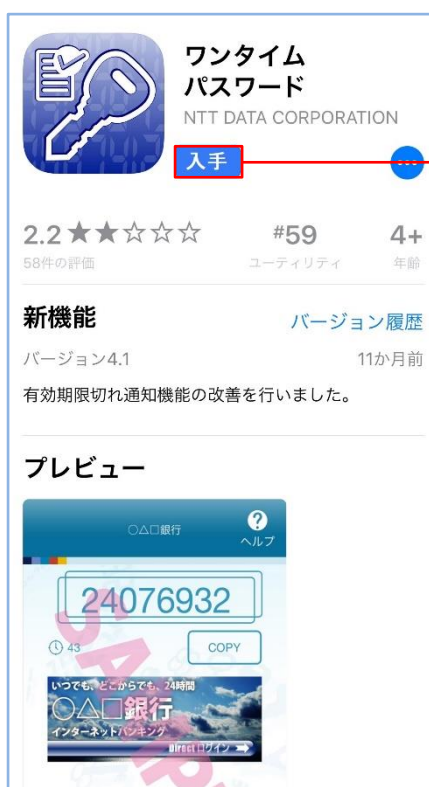 ワンタイム
パスワード
NTT DATA CORPORATION
入手
2.2★★☆☆☆ #59 4+
58件の評価 ユーティリティ 年齢
新機能 バージョン履歴
バージョン4.1 11か月前
有効期限切れ通知機能の改善を行いました。
プレビュー
○△□銀行 ?
ヘルプ
24076932
43 COPY
いつでも、どこからでも、24時間
○△□銀行
インターネットバンキング
Direct ログイン